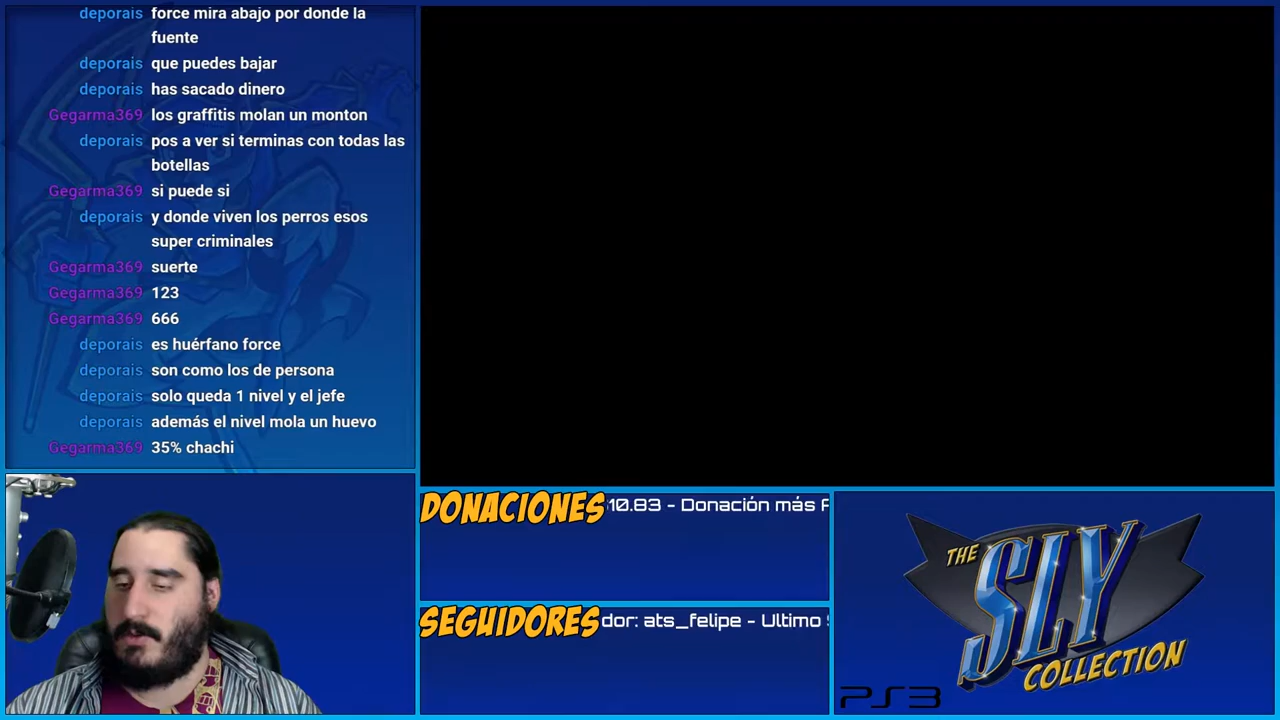 deporais force mira abajo por donde la
fuente
deporais que puedes bajar
deporais has sacado dinero
Gegarma369 los graffitis molan un monton
deporais pos a ver si terminas con todas las
botellas
Gegarma369 si puede si
deporais y donde viven los perros esos
super criminales
Gegarma369 suerte
Gegarma369 123
Gegarma369 666
deporais es huérfano force
deporais son como los de persona
deporais solo queda 1 nivel y el jefe
deporais además el nivel mola un huevo
Gegarma369 35% chachi
DONACIONES 10.83 - Donación más
SEGUIDORES dor: ats_felipe - Ultimo
THE
SLY
COLLECTION
PS3